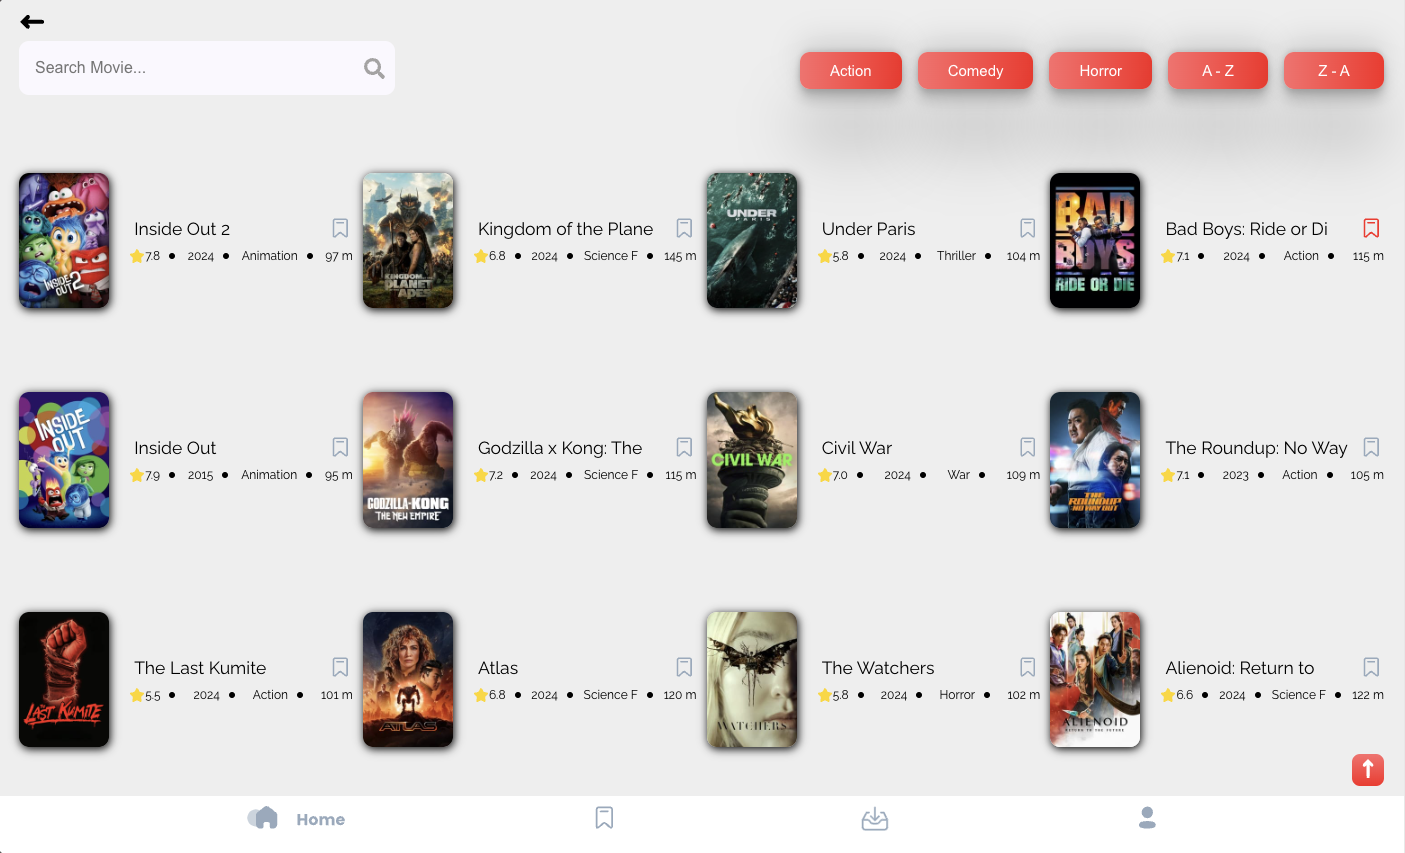 Search Movie...
Action
Comedy
Horror
A - Z
Z - A
INSIDE OUT 2
Inside Out 2
7.8 • 2024 • Animation • 97 m
KINGDOM PLANET APES
Kingdom of the Plane
6.8 • 2024 • Science F • 145 m
UNDER
PARIS
Under Paris
5.8 • 2024 • Thriller • 104 m
BAD
BOYS
RIDE OR DIE
Bad Boys: Ride or Di
7.1 • 2024 • Action • 115 m
INSIDE
OUT
Inside Out
7.9 • 2015 • Animation • 95 m
GODZILLA-KONG
THE NEW EMPIRE
Godzilla x Kong: The
7.2 • 2024 • Science F • 115 m
CIVIL WAR
Civil War
7.0 • 2024 • War • 109 m
THE
ROUNDUP
NO WAY OUT
The Roundup: No Way
7.1 • 2023 • Action • 105 m
LAST KUMITE
The Last Kumite
5.5 • 2024 • Action • 101 m
ATLAS
Atlas
6.8 • 2024 • Science F • 120 m
WATCHERS
The Watchers
5.8 • 2024 • Horror • 102 m
ALIENOID
RETURN TO THE FUTURE
Alienoid: Return to
6.6 • 2024 • Science F • 122 m
Home